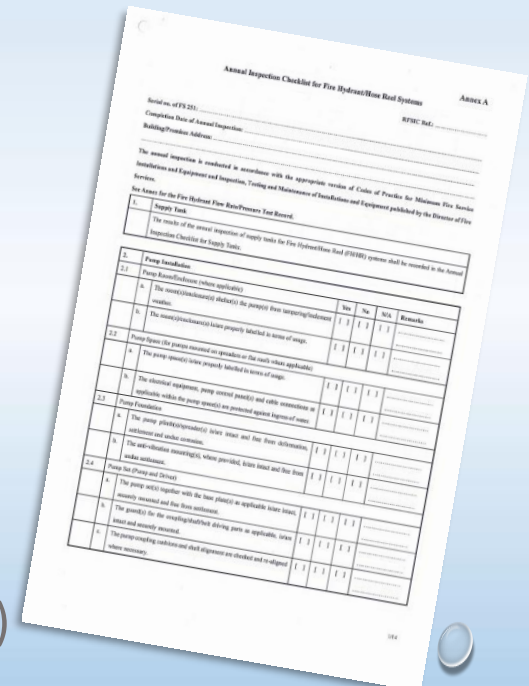 Annex A
Annual Inspection Checklist for Fire Hydrant/Hose Reel Systems
RFMC Ref.:
Serial no. of FS 251:
Completion Date of Annual Inspection:
Building/Premises Address:
The annual inspection is conducted in accordance with the appropriate version of Codes of Practice for Minimum Fire Service
Installations and Equipment and Inspection, Testing and Maintenance of Installations and Equipment published by the Director of Fire
Services.
See Annex for the Fire Hydrant Flow Rate/Pressure Test Record.
1. Supply Tank
The results of the annual inspection of supply tanks for Fire Hydrant/Hose Reel (FH/HR) systems shall be recorded in the Annual
Inspection Checklist for Supply Tanks.
2. Pump Installation
Yes No N/A Remarks
2.1 Pump Room/Enclosure (where applicable)
a. The room(s)/enclosure(s) shelter(s) the pump(s) from tampering/inclement
weather. [ ] [ ] [ ]
b. The room(s)/enclosure(s) is/are properly labelled in terms of usage. [ ] [ ] [ ]
2.2 Pump Space (for pumps mounted on spreaders or flat roofs where applicable)
a. The pump space(s) is/are properly labelled in terms of usage. [ ] [ ] [ ]
b. The electrical equipment, pump control panel(s) and cable connections as
applicable within the pump space(s) are protected against ingress of water. [ ] [ ] [ ]
2.3 Pump Foundation
a. The pump plinth(s)/spreader(s) is/are intact and free from deformation,
settlement and undue corrosion. [ ] [ ] [ ]
b. The anti-vibration mounting(s), where provided, is/are intact and free from
undue settlement. [ ] [ ] [ ]
2.4 Pump Set (Pump and Driver)
a. The pump set(s) together with the base plate(s) as applicable is/are intact,
securely mounted and free from settlement. [ ] [ ] [ ]
b. The guard(s) for the coupling/shaft/belt driving parts as applicable, is/are
intact and securely mounted. [ ] [ ] [ ]
c. The pump coupling cushions and shaft alignment are checked and re-aligned
where necessary. [ ] [ ] [ ]